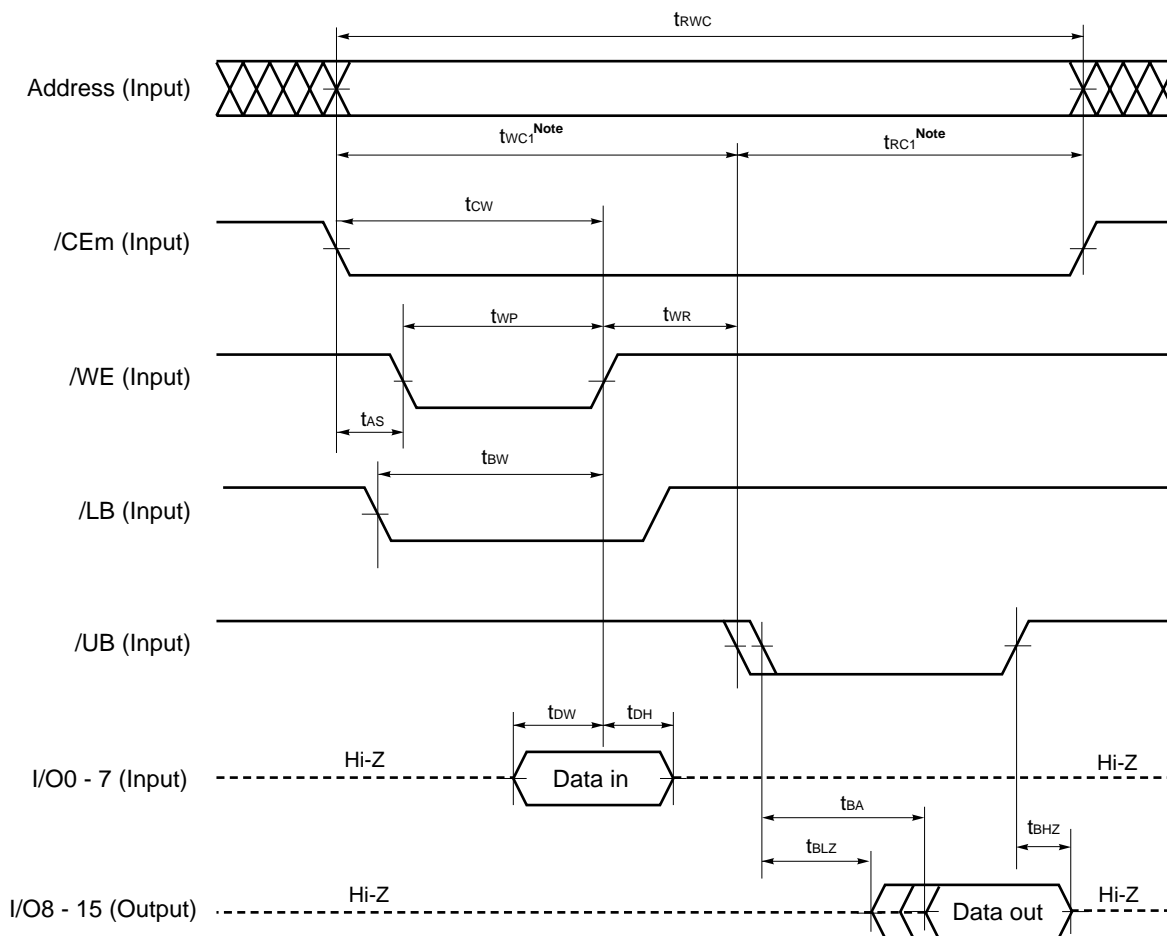 tRWC
Address (Input)
tWC1Note
tRC1Note
tCW
/CEm (Input)
tWP
tWR
/WE (Input)
tAS
tBW
/LB (Input)
/UB (Input)
tDW
tDH
Hi-Z
Hi-Z
I/O0 - 7 (Input)
Data in
tBA
tBHZ
tBLZ
Hi-Z
Hi-Z
I/O8 - 15 (Output)
Data out